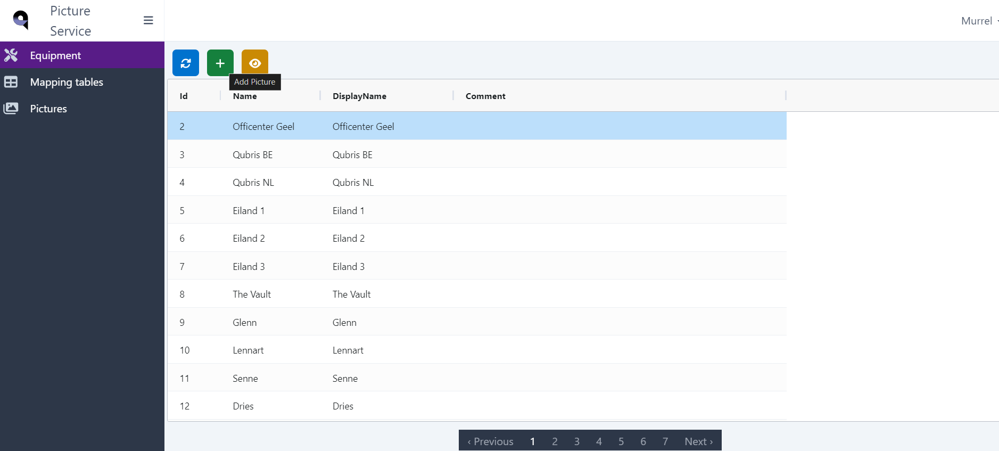 Picture
Service
Murrel
Equipment
Mapping tables
Pictures
Add Picture
Id Name DisplayName Comment
2 Officenter Geel Officenter Geel
3 Qubris BE Qubris BE
4 Qubris NL Qubris NL
5 Eiland 1 Eiland 1
6 Eiland 2 Eiland 2
7 Eiland 3 Eiland 3
8 The Vault The Vault
9 Glenn Glenn
10 Lennart Lennart
11 Senne Senne
12 Dries Dries
‹ Previous 1 2 3 4 5 6 7 Next ›